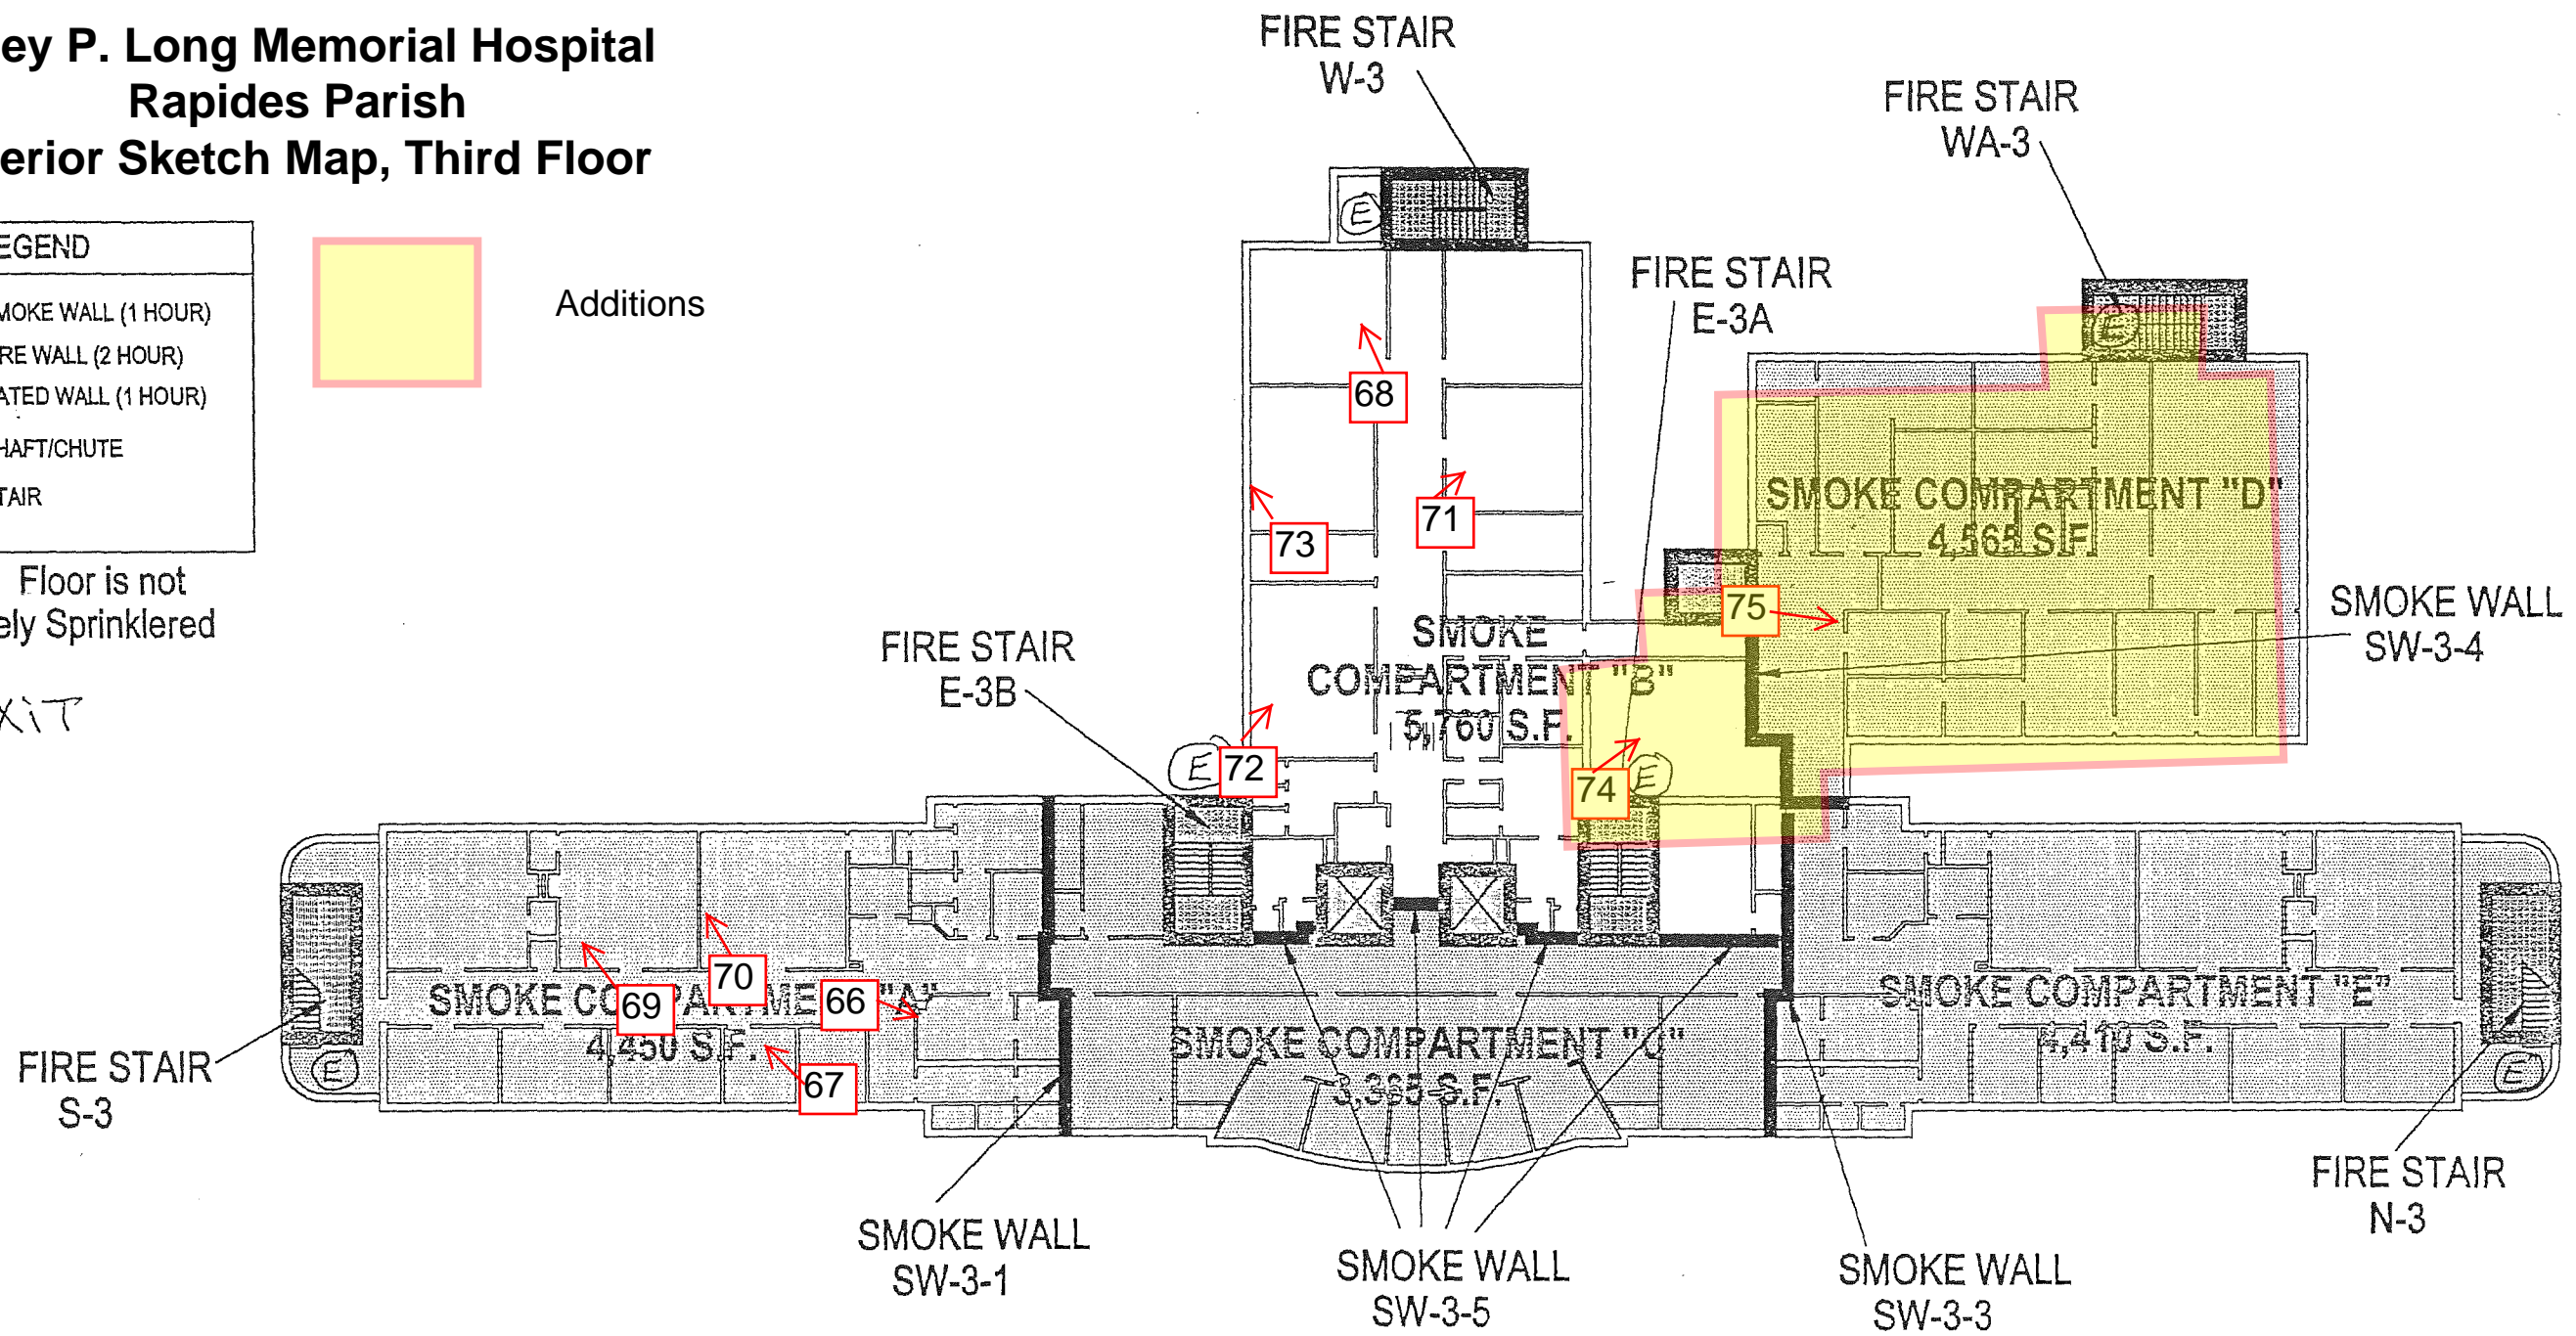 ey P. Long Memorial Hospital
Rapides Parish
erior Sketch Map, Third Floor
EGEND
MOKE WALL (1 HOUR)
RE WALL (2 HOUR)
ATED WALL (1 HOUR)
HAFT/CHUTE
TAIR
Additions
Floor is not
ely Sprinklered
XiT
FIRE STAIR
W-3
FIRE STAIR
WA-3
FIRE STAIR
E-3A
FIRE STAIR
E-3B
E
E
E
E
E
E
68
71
73
72
74
75
SMOKE COMPARTMENT "D"
4,565 S.F.
SMOKE
COMPARTMENT "B"
5,760 S.F.
SMOKE WALL
SW-3-4
SMOKE COMPARTMENT "A"
4,450 S.F.
69
70
66
67
SMOKE COMPARTMENT "C"
3,365 S.F.
SMOKE COMPARTMENT "E"
4,410 S.F.
FIRE STAIR
S-3
FIRE STAIR
N-3
SMOKE WALL
SW-3-1
SMOKE WALL
SW-3-5
SMOKE WALL
SW-3-3